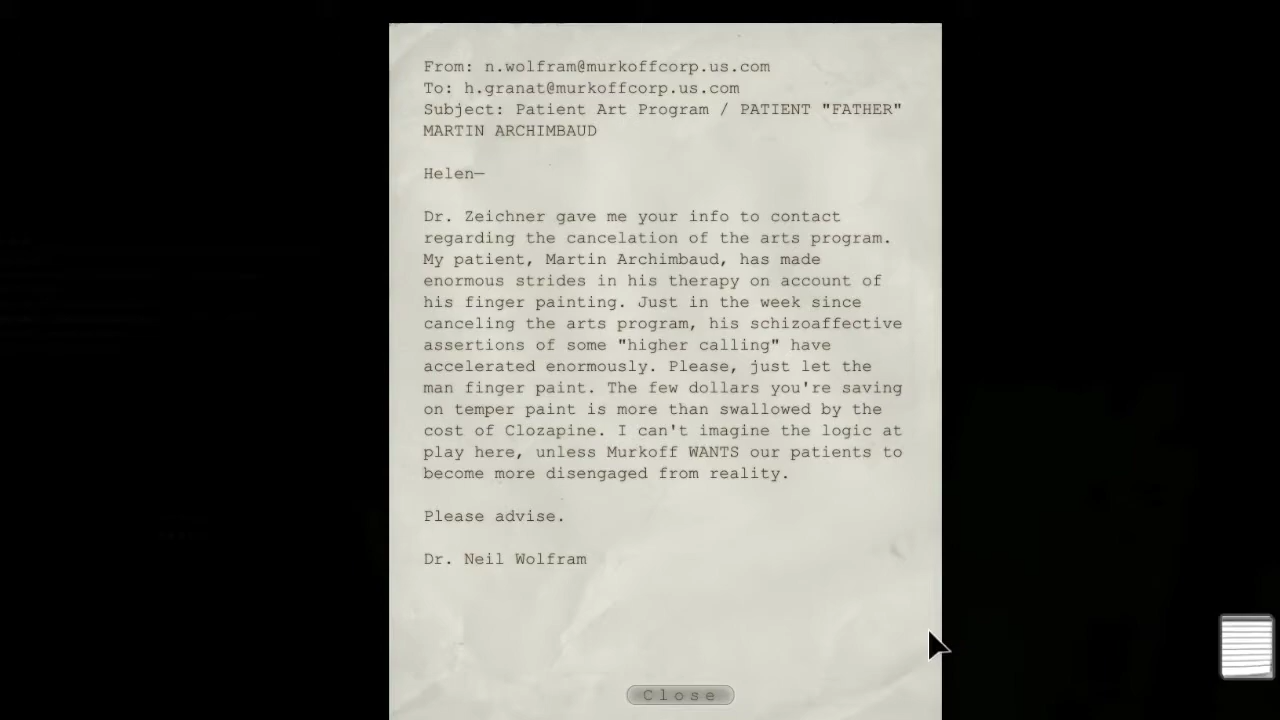 From: n.wolfram@murkoffcorp.us.com
To: h.granat@murkoffcorp.us.com
Subject: Patient Art Program / PATIENT "FATHER"
MARTIN ARCHIMBAUD
Helen—
Dr. Zeichner gave me your info to contact
regarding the cancelation of the arts program.
My patient, Martin Archimbaud, has made
enormous strides in his therapy on account of
his finger painting. Just in the week since
canceling the arts program, his schizoaffective
assertions of some "higher calling" have
accelerated enormously. Please, just let the
man finger paint. The few dollars you're saving
on temper paint is more than swallowed by the
cost of Clozapine. I can't imagine the logic at
play here, unless Murkoff WANTS our patients to
become more disengaged from reality.
Please advise.
Dr. Neil Wolfram
Close